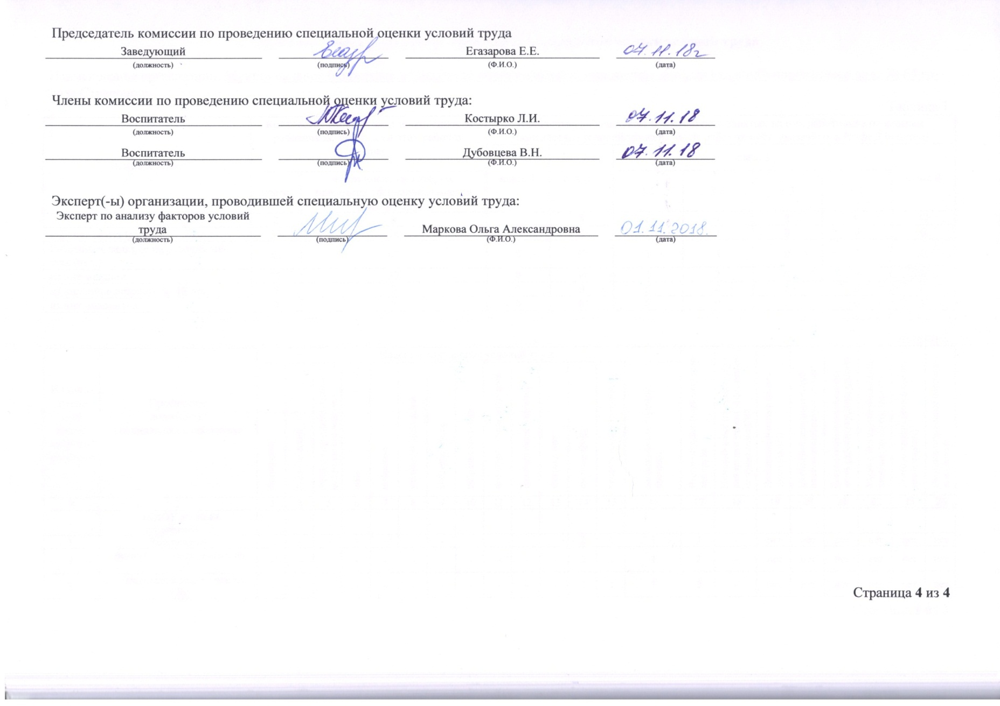 Председатель комиссии по проведению специальной оценки условий труда
Заведующий Егазарова Е.Е. 07.11.18г
(должность) (подпись) (Ф.И.О.) (дата)
Члены комиссии по проведению специальной оценки условий труда:
Воспитатель Костырко Л.И. 07.11.18
(должность) (подпись) (Ф.И.О.) (дата)
Воспитатель Дубовцева В.Н. 07.11.18
(должность) (подпись) (Ф.И.О.) (дата)
Эксперт(-ы) организации, проводившей специальную оценку условий труда:
Эксперт по анализу факторов условий
труда Маркова Ольга Александровна 01.11.2018.
(должность) (подпись) (Ф.И.О.) (дата)
Страница 4 из 4